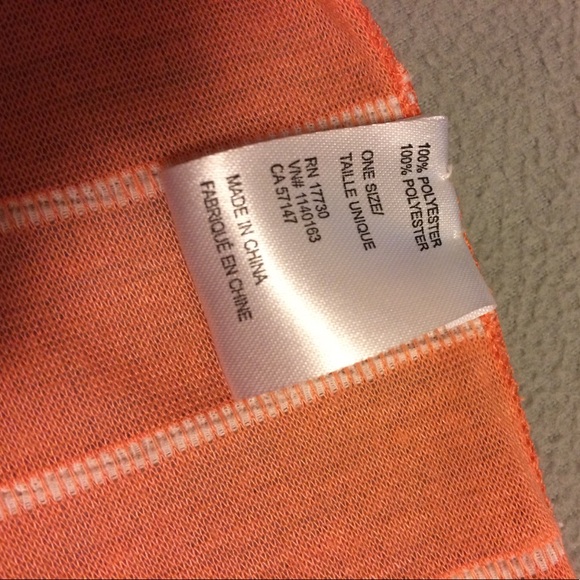 100% POLYESTER
100% POLYESTER
ONE SIZE/
TAILLE UNIQUE
RN 17730
VN# 1140163
CA 57147
MADE IN CHINA
FABRIQUÉ EN CHINE